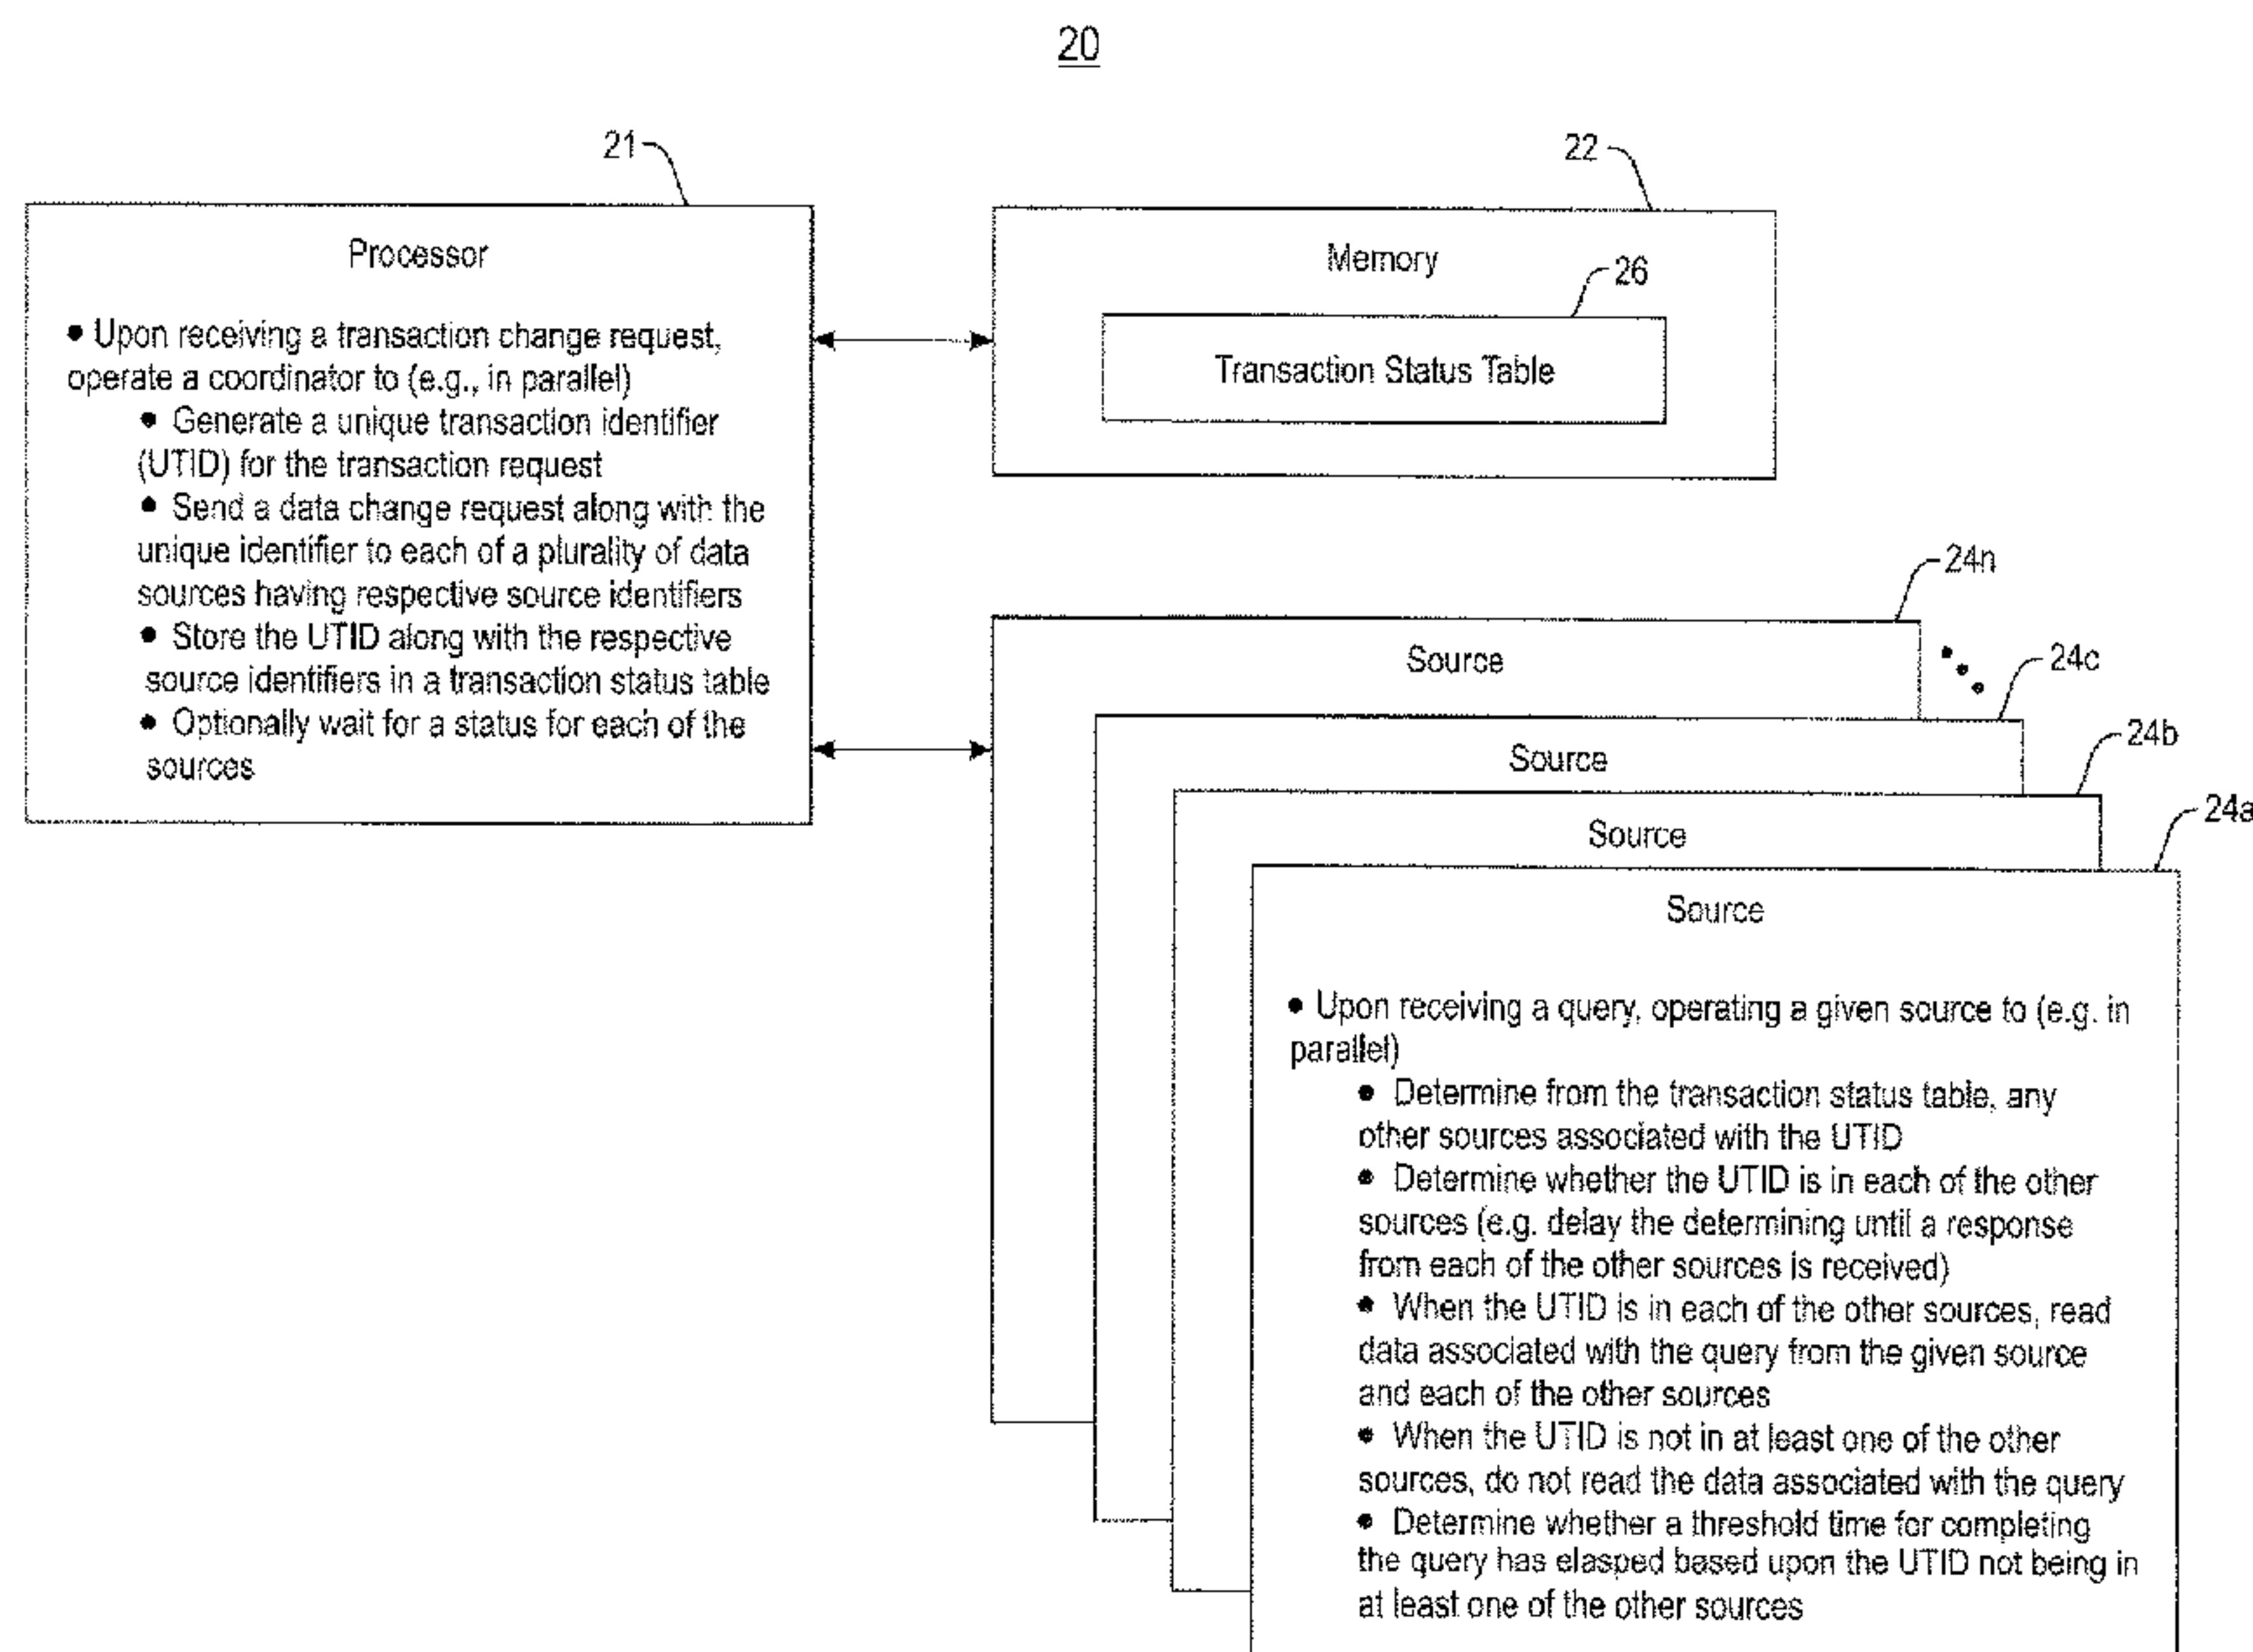 20
21
22
Processor
• Upon receiving a transaction change request,
operate a coordinator to (e.g., in parallel)
• Generate a unique transaction identifier
(UTID) for the transaction request
• Send a data change request along with the
unique identifier to each of a plurality of data
sources having respective source identifiers
• Store the UTID along with the respective
source identifiers in a transaction status table
• Optionally wait for a status for each of the
sources
Memory
26
Transaction Status Table
24n
Source
24c
Source
24b
Source
24a
Source
• Upon receiving a query, operating a given source to (e.g. in
parallel)
• Determine from the transaction status table, any
other sources associated with the UTID
• Determine whether the UTID is in each of the other
sources (e.g. delay the determining until a response
from each of the other sources is received)
• When the UTID is in each of the other sources, read
data associated with the query from the given source
and each of the other sources
• When the UTID is not in at least one of the other
sources, do not read the data associated with the query
• Determine whether a threshold time for completing
the query has elasped based upon the UTID not being in
at least one of the other sources